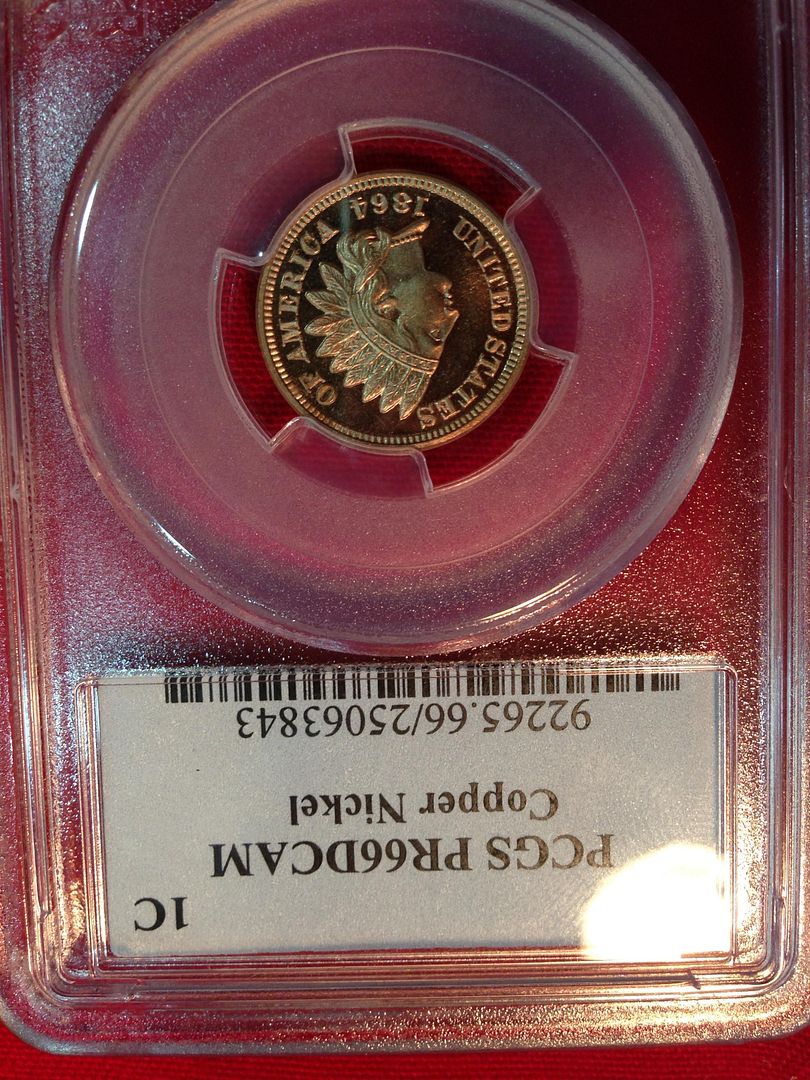 1C
PCGS PR66DCAM
Copper Nickel
92265.66/25063843
UNITED STATES
OF AMERICA
1864